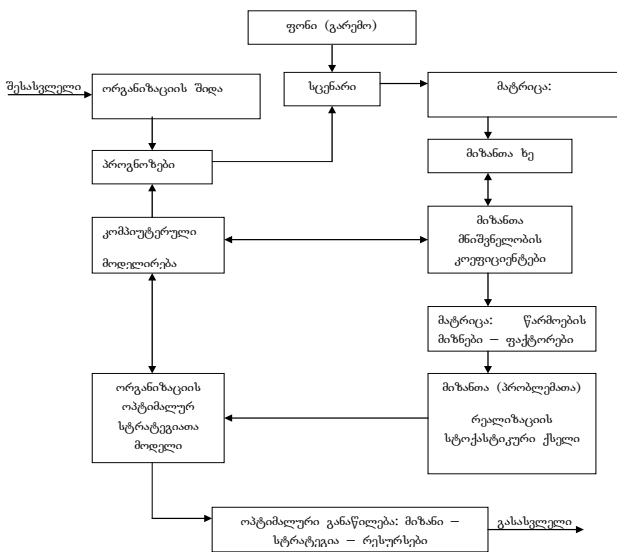 ფონი (გარემო)
შესასვლელი
ორგანიზაციის შიდა
სცენარი
მატრიცა:
პროგნოზები
მიზანთა ხე
კომპიუტერული
მოდელირება
მიზანთა
მნიშვნელობის
კოეფიციენტები
მატრიცა: წარმოების
მიზნები – ფაქტორები
ორგანიზაციის
ოპტიმალურ
სტრატეგიათა
მოდელი
მიზანთა (პრობლემათა)
რეალიზაციის
სტოქასტიკური ქსელი
ოპტიმალური განაწილება: მიზანი –
სტრატეგია – რესურსები
გასასვლელი